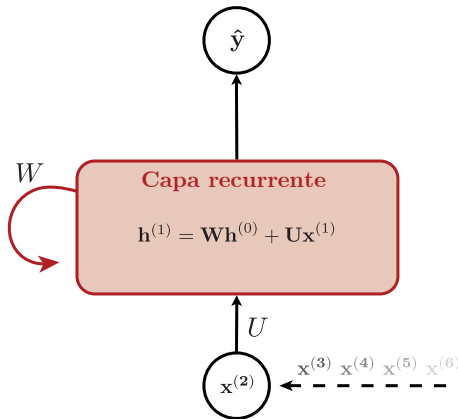 ŷ
W
Capa recurrente
h⁽¹⁾ = Wh⁽⁰⁾ + Ux⁽¹⁾
U
x⁽²⁾
x⁽³⁾ x⁽⁴⁾ x⁽⁵⁾ x⁽⁶⁾